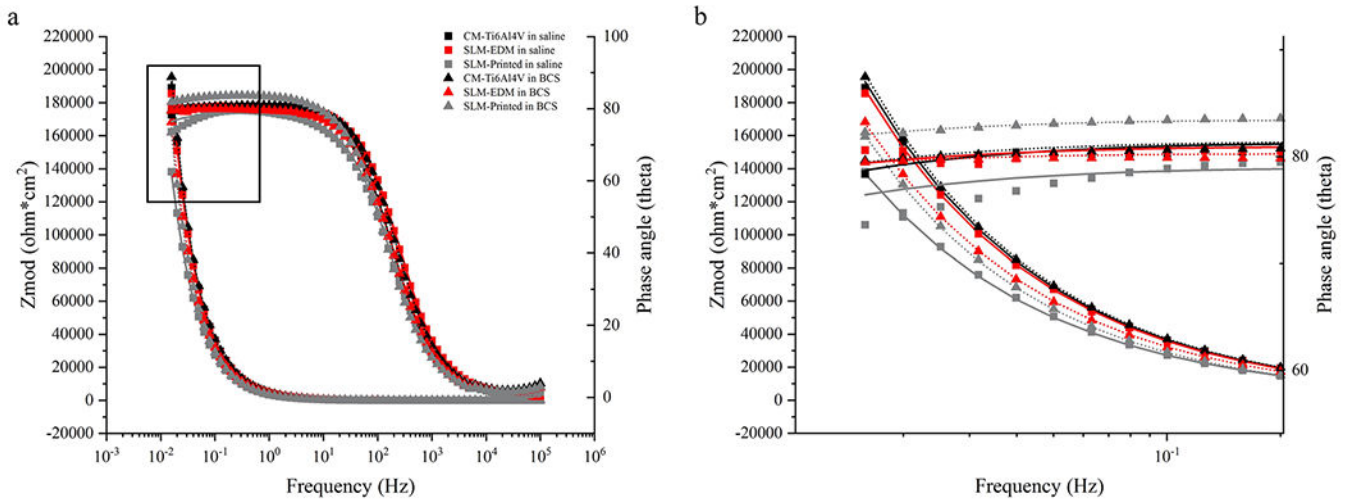 a
b
220000
200000
180000
160000
140000
120000
100000
80000
60000
40000
20000
0
-20000
Zmod (ohm*cm²)
100
80
60
40
20
0
Phase angle (theta)
CM-Ti6Al4V in saline
SLM-EDM in saline
SLM-Printed in saline
CM-Ti6Al4V in BCS
SLM-EDM in BCS
SLM-Printed in BCS
10⁻³ 10⁻² 10⁻¹ 10⁰ 10¹ 10² 10³ 10⁴ 10⁵ 10⁶
Frequency (Hz)
220000
200000
180000
160000
140000
120000
100000
80000
60000
40000
20000
0
-20000
Zmod (ohm*cm²)
80
60
Phase angle (theta)
10⁻¹
Frequency (Hz)